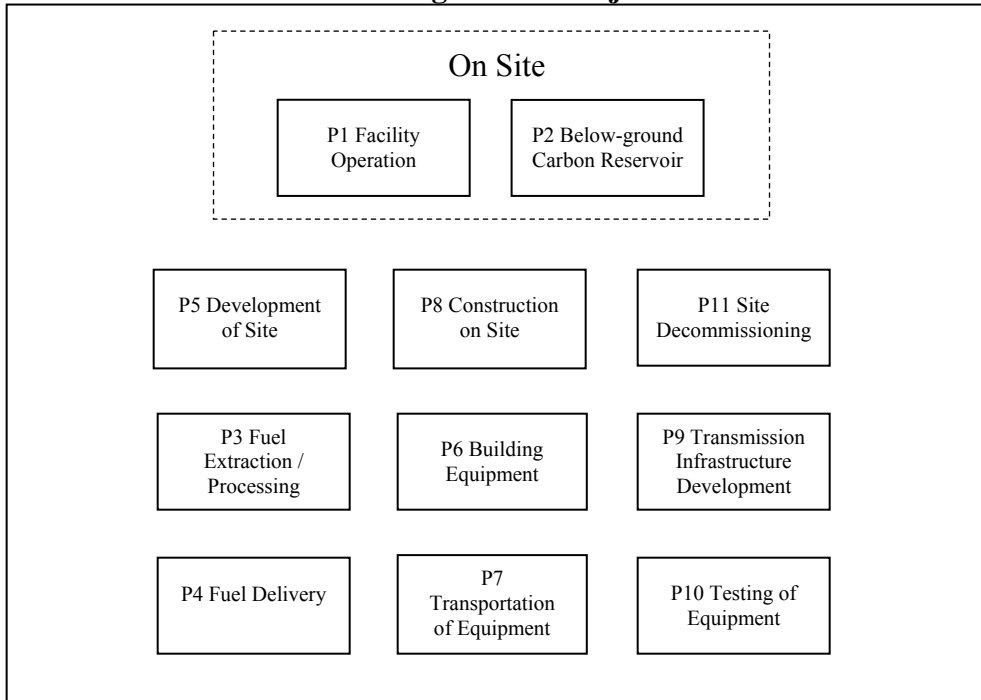 On Site
P1 Facility
Operation
P2 Below-ground
Carbon Reservoir
P5 Development
of Site
P8 Construction
on Site
P11 Site
Decommissioning
P3 Fuel
Extraction /
Processing
P6 Building
Equipment
P9 Transmission
Infrastructure
Development
P4 Fuel Delivery
P7
Transportation
of Equipment
P10 Testing of
Equipment